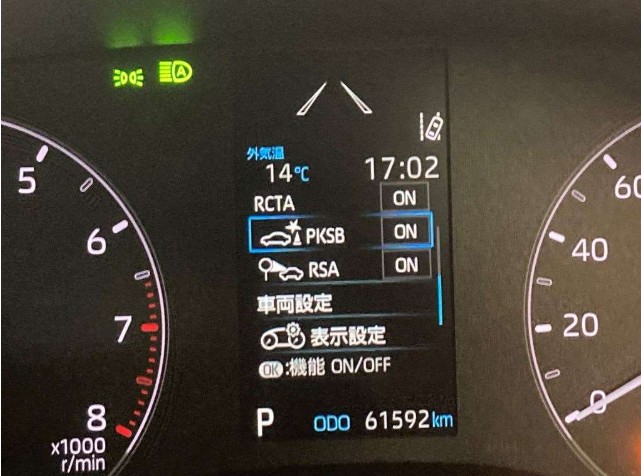 外気温
14℃
17:02
RCTA ON
PKSB ON
RSA ON
車両設定
表示設定
OK:機能 ON/OFF
P ODO 61592km
5
6
7
8
x1000
r/min
60
40
20
0